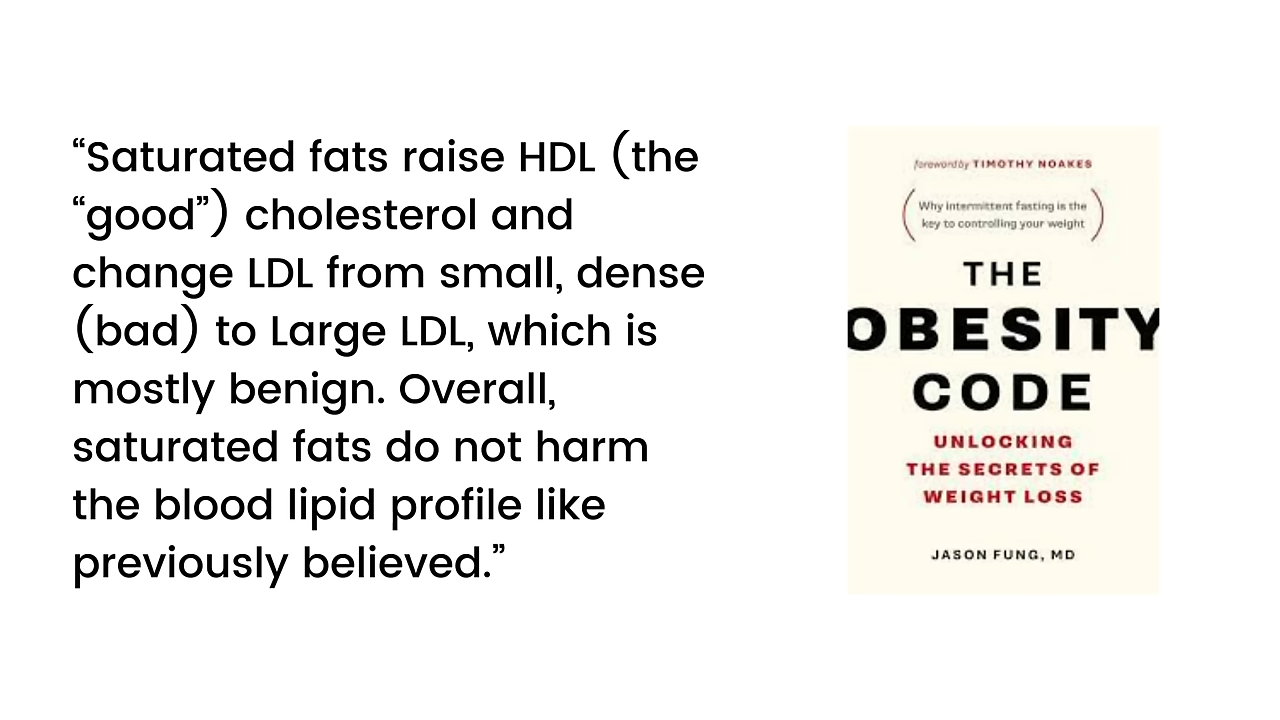 “Saturated fats raise HDL (the
“good”) cholesterol and
change LDL from small, dense
(bad) to Large LDL, which is
mostly benign. Overall,
saturated fats do not harm
the blood lipid profile like
previously believed.”
foreword by TIMOTHY NOAKES
(Why intermittent fasting is the
key to controlling your weight)
THE
OBESITY
CODE
UNLOCKING
THE SECRETS OF
WEIGHT LOSS
JASON FUNG, MD